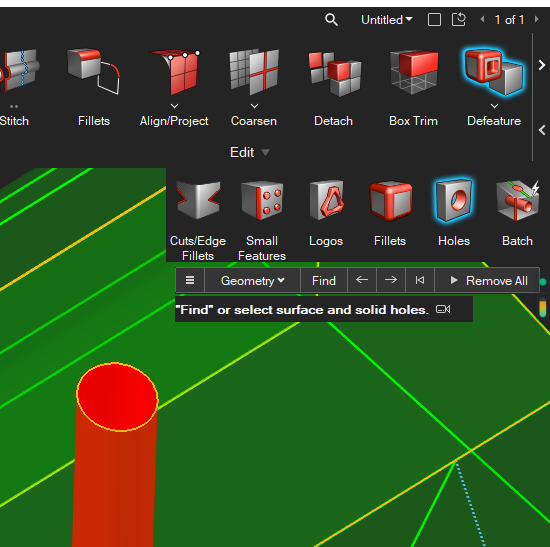 Untitled
1 of 1
Stitch
Fillets
Align/Project
Coarsen
Detach
Box Trim
Defeature
Edit
Cuts/Edge
Fillets
Small
Features
Logos
Fillets
Holes
Batch
Geometry
Find
Remove All
"Find" or select surface and solid holes.